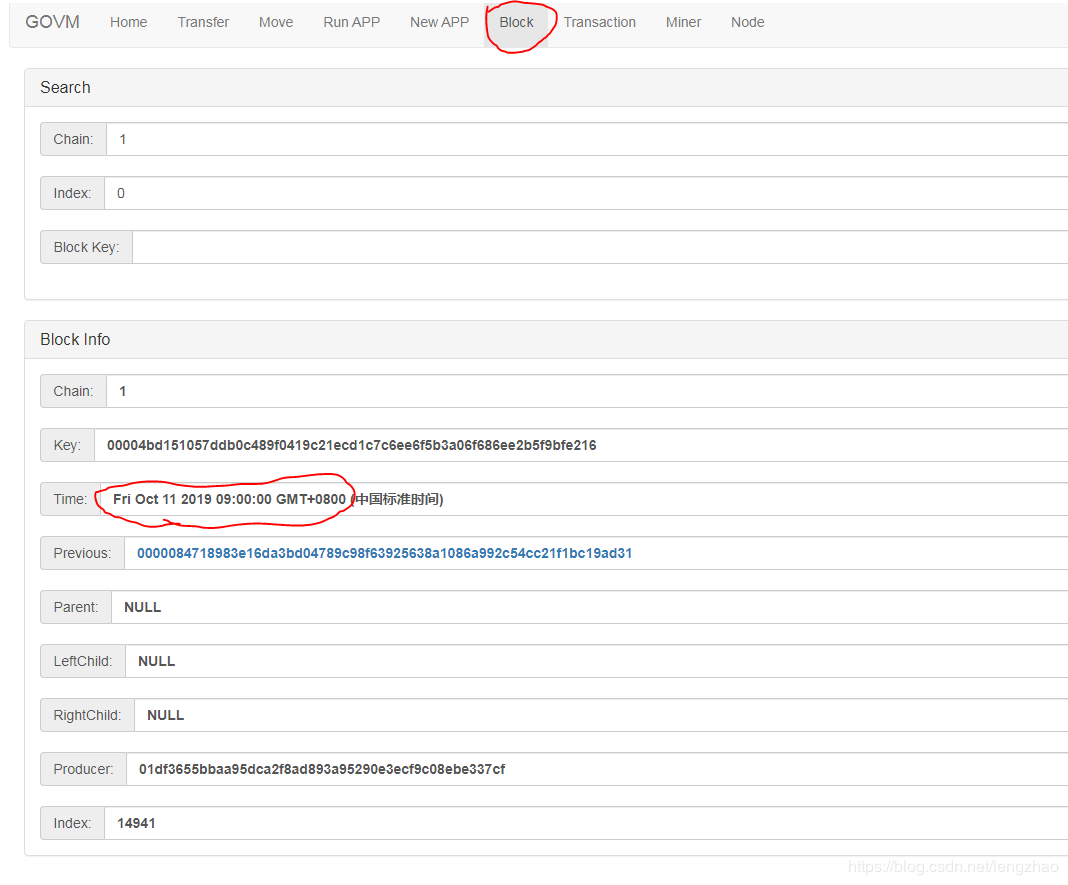 GOVM Home Transfer Move Run APP New APP Block Transaction Miner Node
Search
Chain: 1
Index: 0
Block Key:
Block Info
Chain: 1
Key: 00004bd151057ddb0c489f0419c21ecd1c7c6ee6f5b3a06f686ee2b5f9bfe216
Time: Fri Oct 11 2019 09:00:00 GMT+0800 (中国标准时间)
Previous: 0000084718983e16da3bd04789c98f63925638a1086a992c54cc21f1bc19ad31
Parent: NULL
LeftChild: NULL
RightChild: NULL
Producer: 01df3655bbaa95dca2f8ad893a95290e3ecf9c08ebe337cf
Index: 14941
https://blog.csdn.net/lengzhao